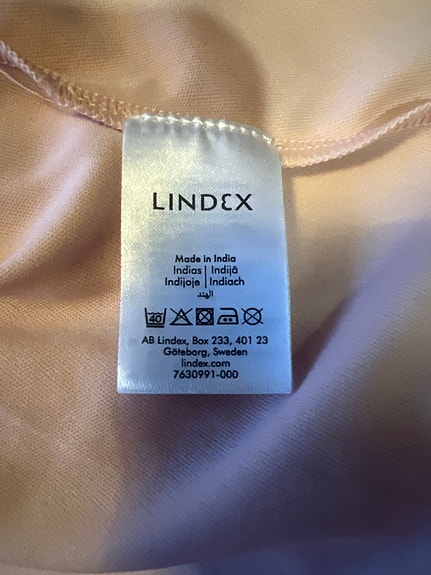 LINDEX
Made in India
Indias | Indijā
Indijoje | Indiach
الهند
40
AB Lindex, Box 233, 401 23
Göteborg, Sweden
lindex.com
7630991-000